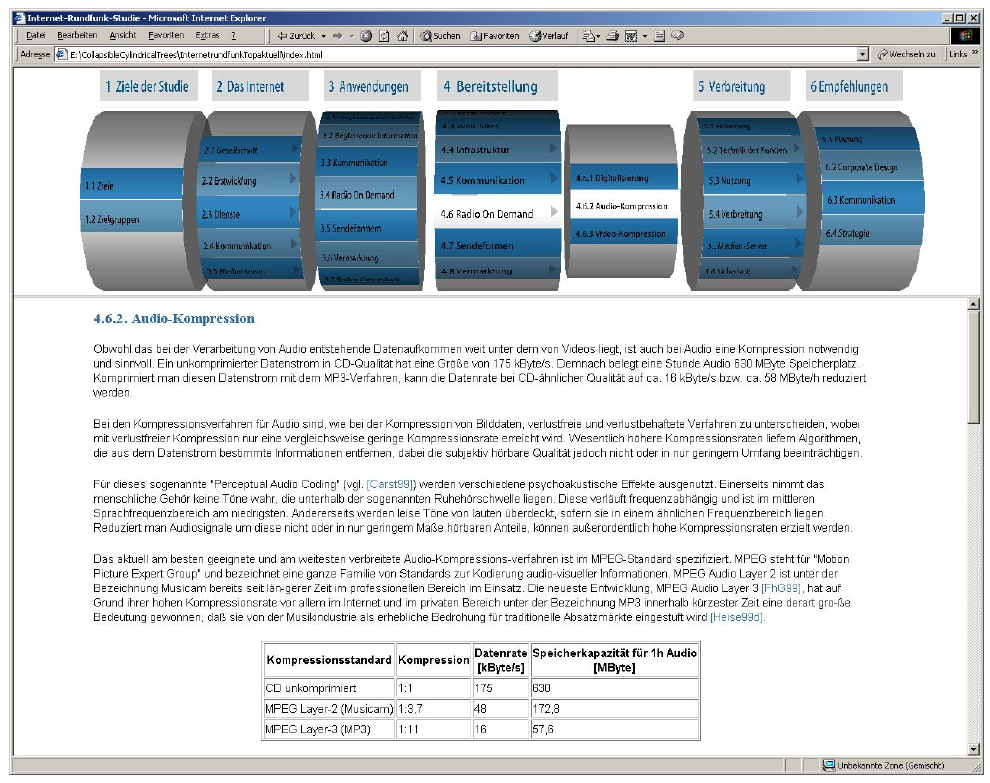 Internet-Rundfunk-Studie - Microsoft Internet Explorer
Datei Bearbeiten Ansicht Favoriten Extras ?
Zurück Suchen Favoriten Verlauf
Adresse E:\CollapsibleCylindricalTrees\InternetrundfunkTopaktuell\index.html Wechseln zu Links »
1 Ziele der Studie 2 Das Internet 3 Anwendungen 4 Bereitstellung 5 Verbreitung 6 Empfehlungen
1.1 Ziele
1.2 Zielgruppen
2.1 Gesellschaft
2.2 Entwicklung
2.3 Dienste
2.4 Kommunikation
2.5 Medienserver
3.2 Begleitende Information
3.3 Kommunikation
3.4 Radio On Demand
3.5 Sendeformen
3.6 Vermarktung
4.4 Infrastruktur
4.5 Kommunikation
4.6 Radio On Demand
4.7 Sendeformen
4.8 Vermarktung
4.6.1 Digitalisierung
4.6.2 Audio-Kompression
4.6.3 Video-Kompression
5.2 Technik der Kunden
5.3 Nutzung
5.4 Verbreitung
5.5 Medien-Server
5.6 Sicherheit
6.1 Planung
6.2 Corporate Design
6.3 Kommunikation
6.4 Strategie
4.6.2. Audio-Kompression
Obwohl das bei der Verarbeitung von Audio entstehende Datenaufkommen weit unter dem von Videos liegt, ist auch bei Audio eine Kompression notwendig
und sinnvoll. Ein unkomprimierter Datenstrom in CD-Qualität hat eine Größe von 175 kByte/s. Demnach belegt eine Stunde Audio 630 MByte Speicherplatz.
Komprimiert man diesen Datenstrom mit dem MP3-Verfahren, kann die Datenrate bei CD-ähnlicher Qualität auf ca. 16 kByte/s bzw. ca. 58 MByte/h reduziert
werden.
Bei den Kompressionsverfahren für Audio sind, wie bei der Kompression von Bilddaten, verlustfreie und verlustbehaftete Verfahren zu unterscheiden, wobei
mit verlustfreier Kompression nur eine vergleichsweise geringe Kompressionsrate erreicht wird. Wesentlich höhere Kompressionsraten liefern Algorithmen,
die aus dem Datenstrom bestimmte Informationen entfernen, dabei die subjektiv hörbare Qualität jedoch nicht oder in nur geringem Umfang beeinträchtigen.
Für dieses sogenannte "Perceptual Audio Coding" (vgl. [Carst99]) werden verschiedene psychoakustische Effekte ausgenutzt. Einerseits nimmt das
menschliche Gehör keine Töne wahr, die unterhalb der sogenannten Ruhehörschwelle liegen. Diese verläuft frequenzabhängig und ist im mittleren
Sprachfrequenzbereich am niedrigsten. Andererseits werden leise Töne von lauten überdeckt, sofern sie in einem ähnlichen Frequenzbereich liegen.
Reduziert man Audiosignale um diese nicht oder in nur geringem Maße hörbaren Anteile, können außerordentlich hohe Kompressionsraten erzielt werden.
Das aktuell am besten geeignete und am weitesten verbreitete Audio-Kompressions-verfahren ist im MPEG-Standard spezifiziert. MPEG steht für "Motion
Picture Expert Group" und bezeichnet eine ganze Familie von Standards zur Kodierung audio-visueller Informationen. MPEG Audio Layer 2 ist unter der
Bezeichnung Musicam bereits seit län-gerer Zeit im professionellen Bereich im Einsatz. Die neueste Entwicklung, MPEG Audio Layer 3 [FhG99], hat auf
Grund ihrer hohen Kompressionsrate vor allem im Internet und im privaten Bereich unter der Bezeichnung MP3 innerhalb kürzester Zeit eine derart gro-ße
Bedeutung gewonnen, daß sie von der Musikindustrie als erhebliche Bedrohung für traditionelle Absatzmärkte eingestuft wird [Heise99d].
Kompressionsstandard Kompression Datenrate [kByte/s] Speicherkapazität für 1h Audio [MByte]
CD unkomprimiert 1:1 175 630
MPEG Layer-2 (Musicam) 1:3,7 48 172,8
MPEG Layer-3 (MP3) 1:11 16 57,6
Unbekannte Zone (Gemischt)